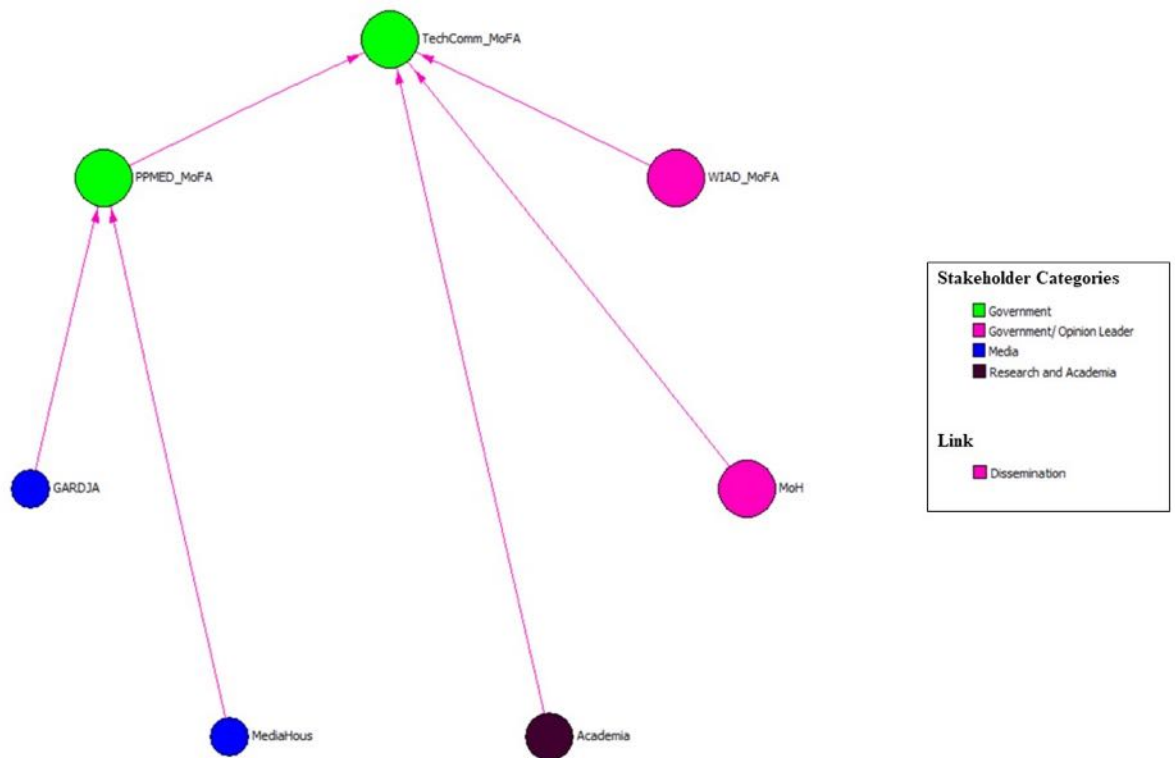 TechComm_MoFA
PPMED_MoFA
WIAD_MoFA
GARDJA
MoH
MediaHous
Academia
Stakeholder Categories
Government
Government/ Opinion Leader
Media
Research and Academia
Link
Dissemination